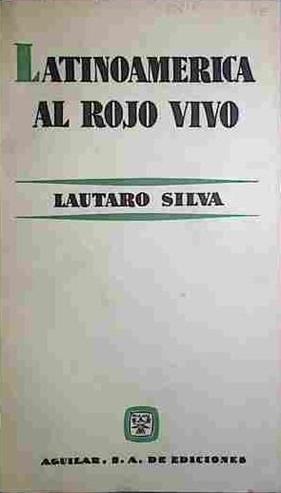 LATINOAMERICA
AL ROJO VIVO
LAUTARO SILVA
AGUILAR, S. A. DE EDICIONES